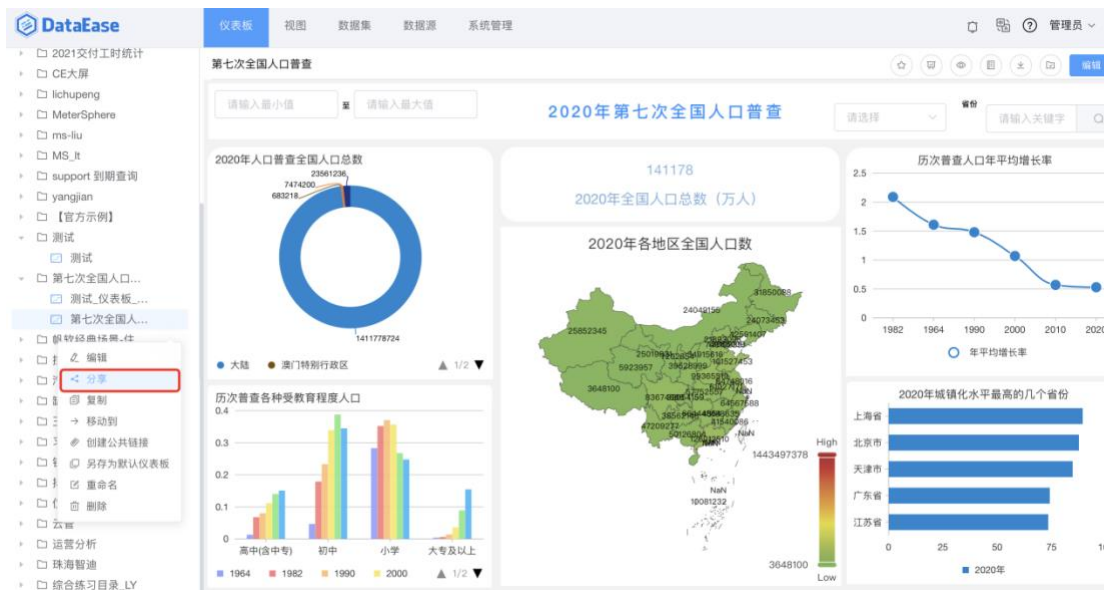 DataEase
仪表板 视图 数据集 数据源 系统管理
管理员
2021交付工时统计
CE大屏
lichupeng
MeterSphere
ms-liu
MS_lt
support 到期查询
yangjian
【官方示例】
测试
测试
第七次全国人口...
测试_仪表板_...
第七次全国人...
编辑
分享
复制
移动到
创建公共链接
另存为默认仪表板
重命名
删除
运营分析
珠海智迪
综合练习目录_LY
第七次全国人口普查
编辑
请输入最小值 至 请输入最大值
2020年第七次全国人口普查
请选择
省份
请输入关键字
2020年人口普查全国人口总数
23561236
7474200
683218
1411778724
大陆 澳门特别行政区 1/2
141178
2020年全国人口总数（万人）
历次普查人口年平均增长率
2.5
2
1.5
1
0.5
0
1982 1964 1990 2000 2010 2020
年平均增长率
2020年各地区全国人口数
31850088
24049155
24073453
25852345
5923957
3648100
47209277
NaN
NaN
NaN
10081232
High
1443497378
3648100
Low
历次普查各种受教育程度人口
0.4
0.3
0.2
0.1
0
高中(含中专) 初中 小学 大专及以上
1964 1982 1990 2000 1/2
2020年城镇化水平最高的几个省份
上海省
北京市
天津市
广东省
江苏省
0 25 50 75
2020年